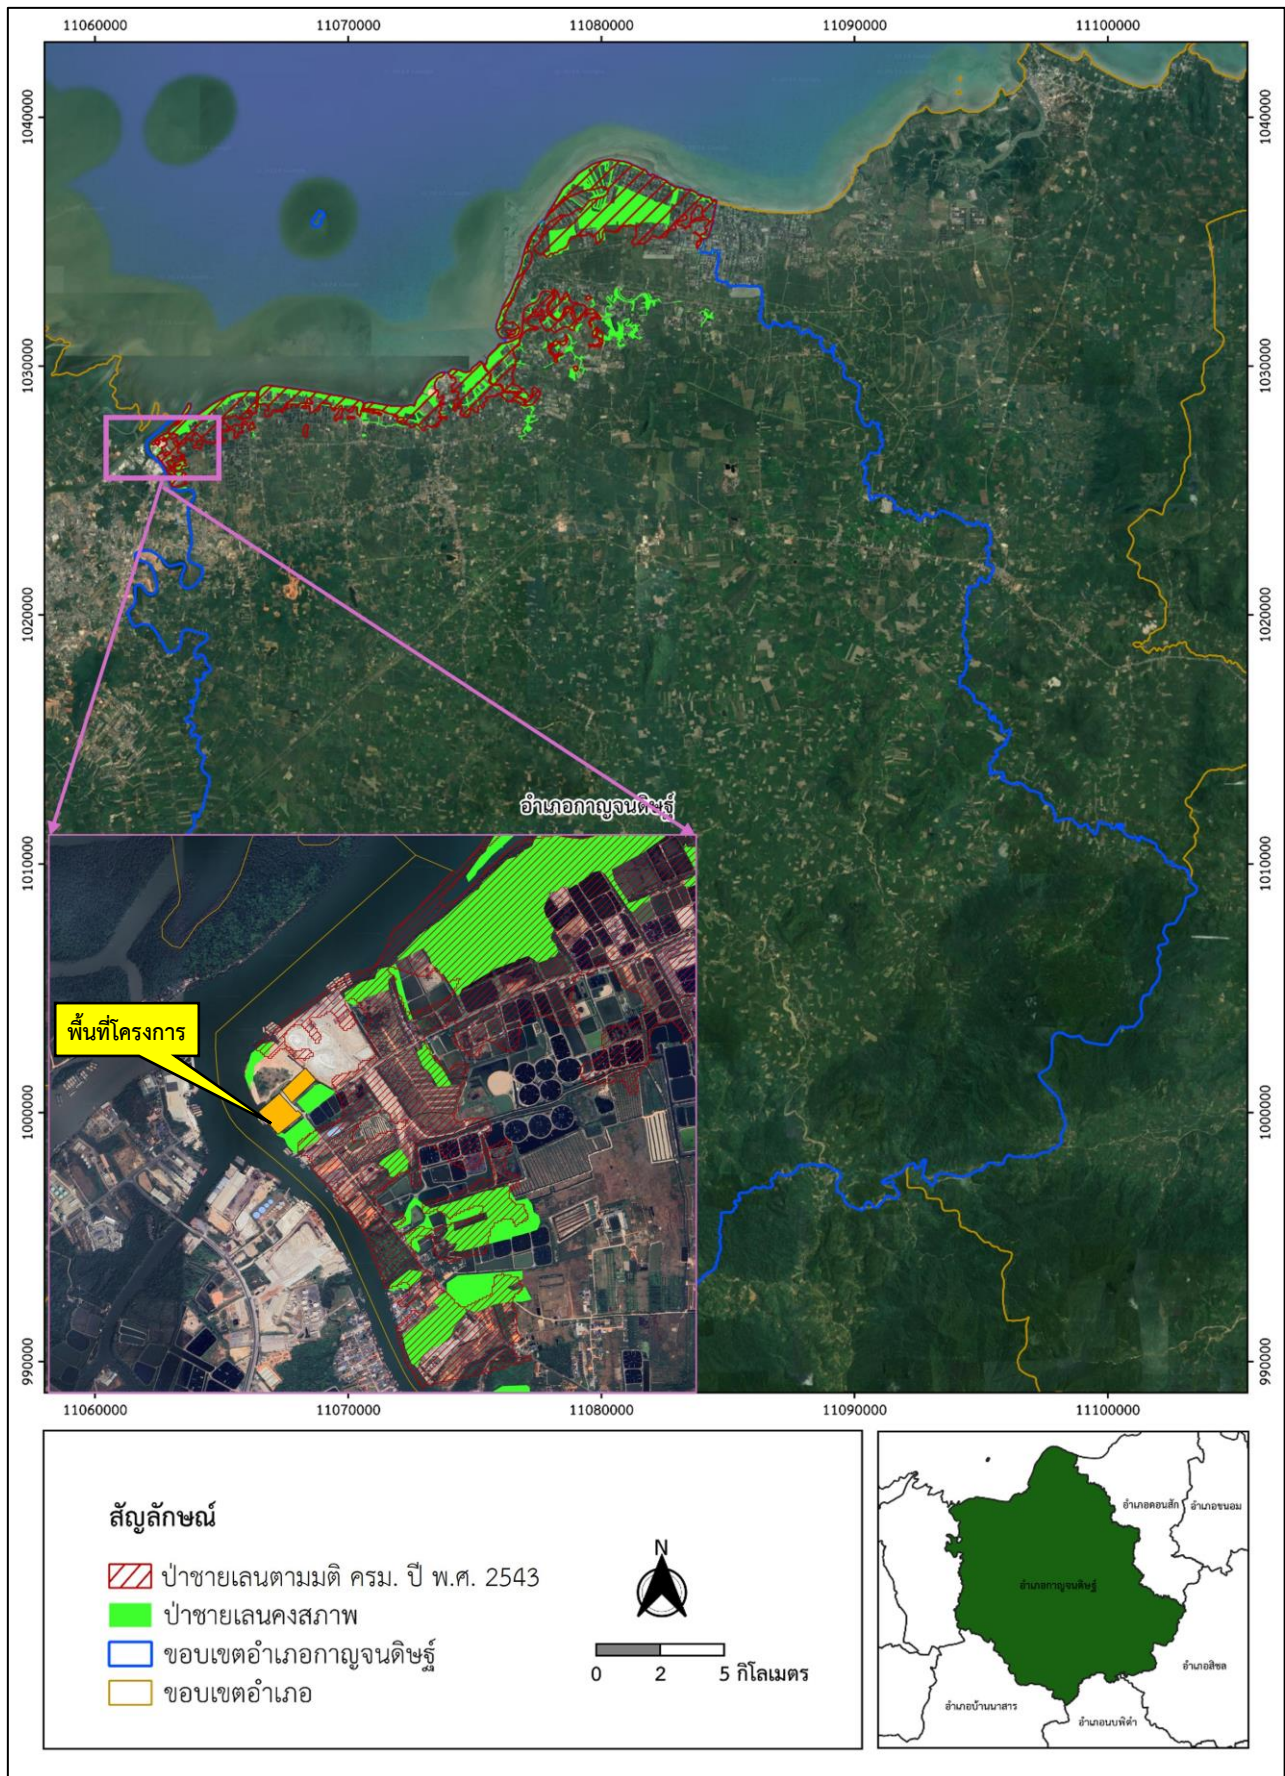 11060000 11070000 11080000 11090000 11100000
1040000 1040000
1030000 1030000
1020000 1020000
อำเภอกาญจนดิษฐ์
1010000 1010000
พื้นที่โครงการ
1000000 1000000
990000 990000
11060000 11070000 11080000 11090000 11100000
สัญลักษณ์
ป่าชายเลนตามมติ ครม. ปี พ.ศ. 2543
ป่าชายเลนคงสภาพ
ขอบเขตอำเภอกาญจนดิษฐ์
ขอบเขตอำเภอ
N
0 2 5 กิโลเมตร
อำเภอดอนสัก อำเภอขนอม
อำเภอกาญจนดิษฐ์
อำเภอสิชล
อำเภอบ้านนาสาร
อำเภอนบพิตำ